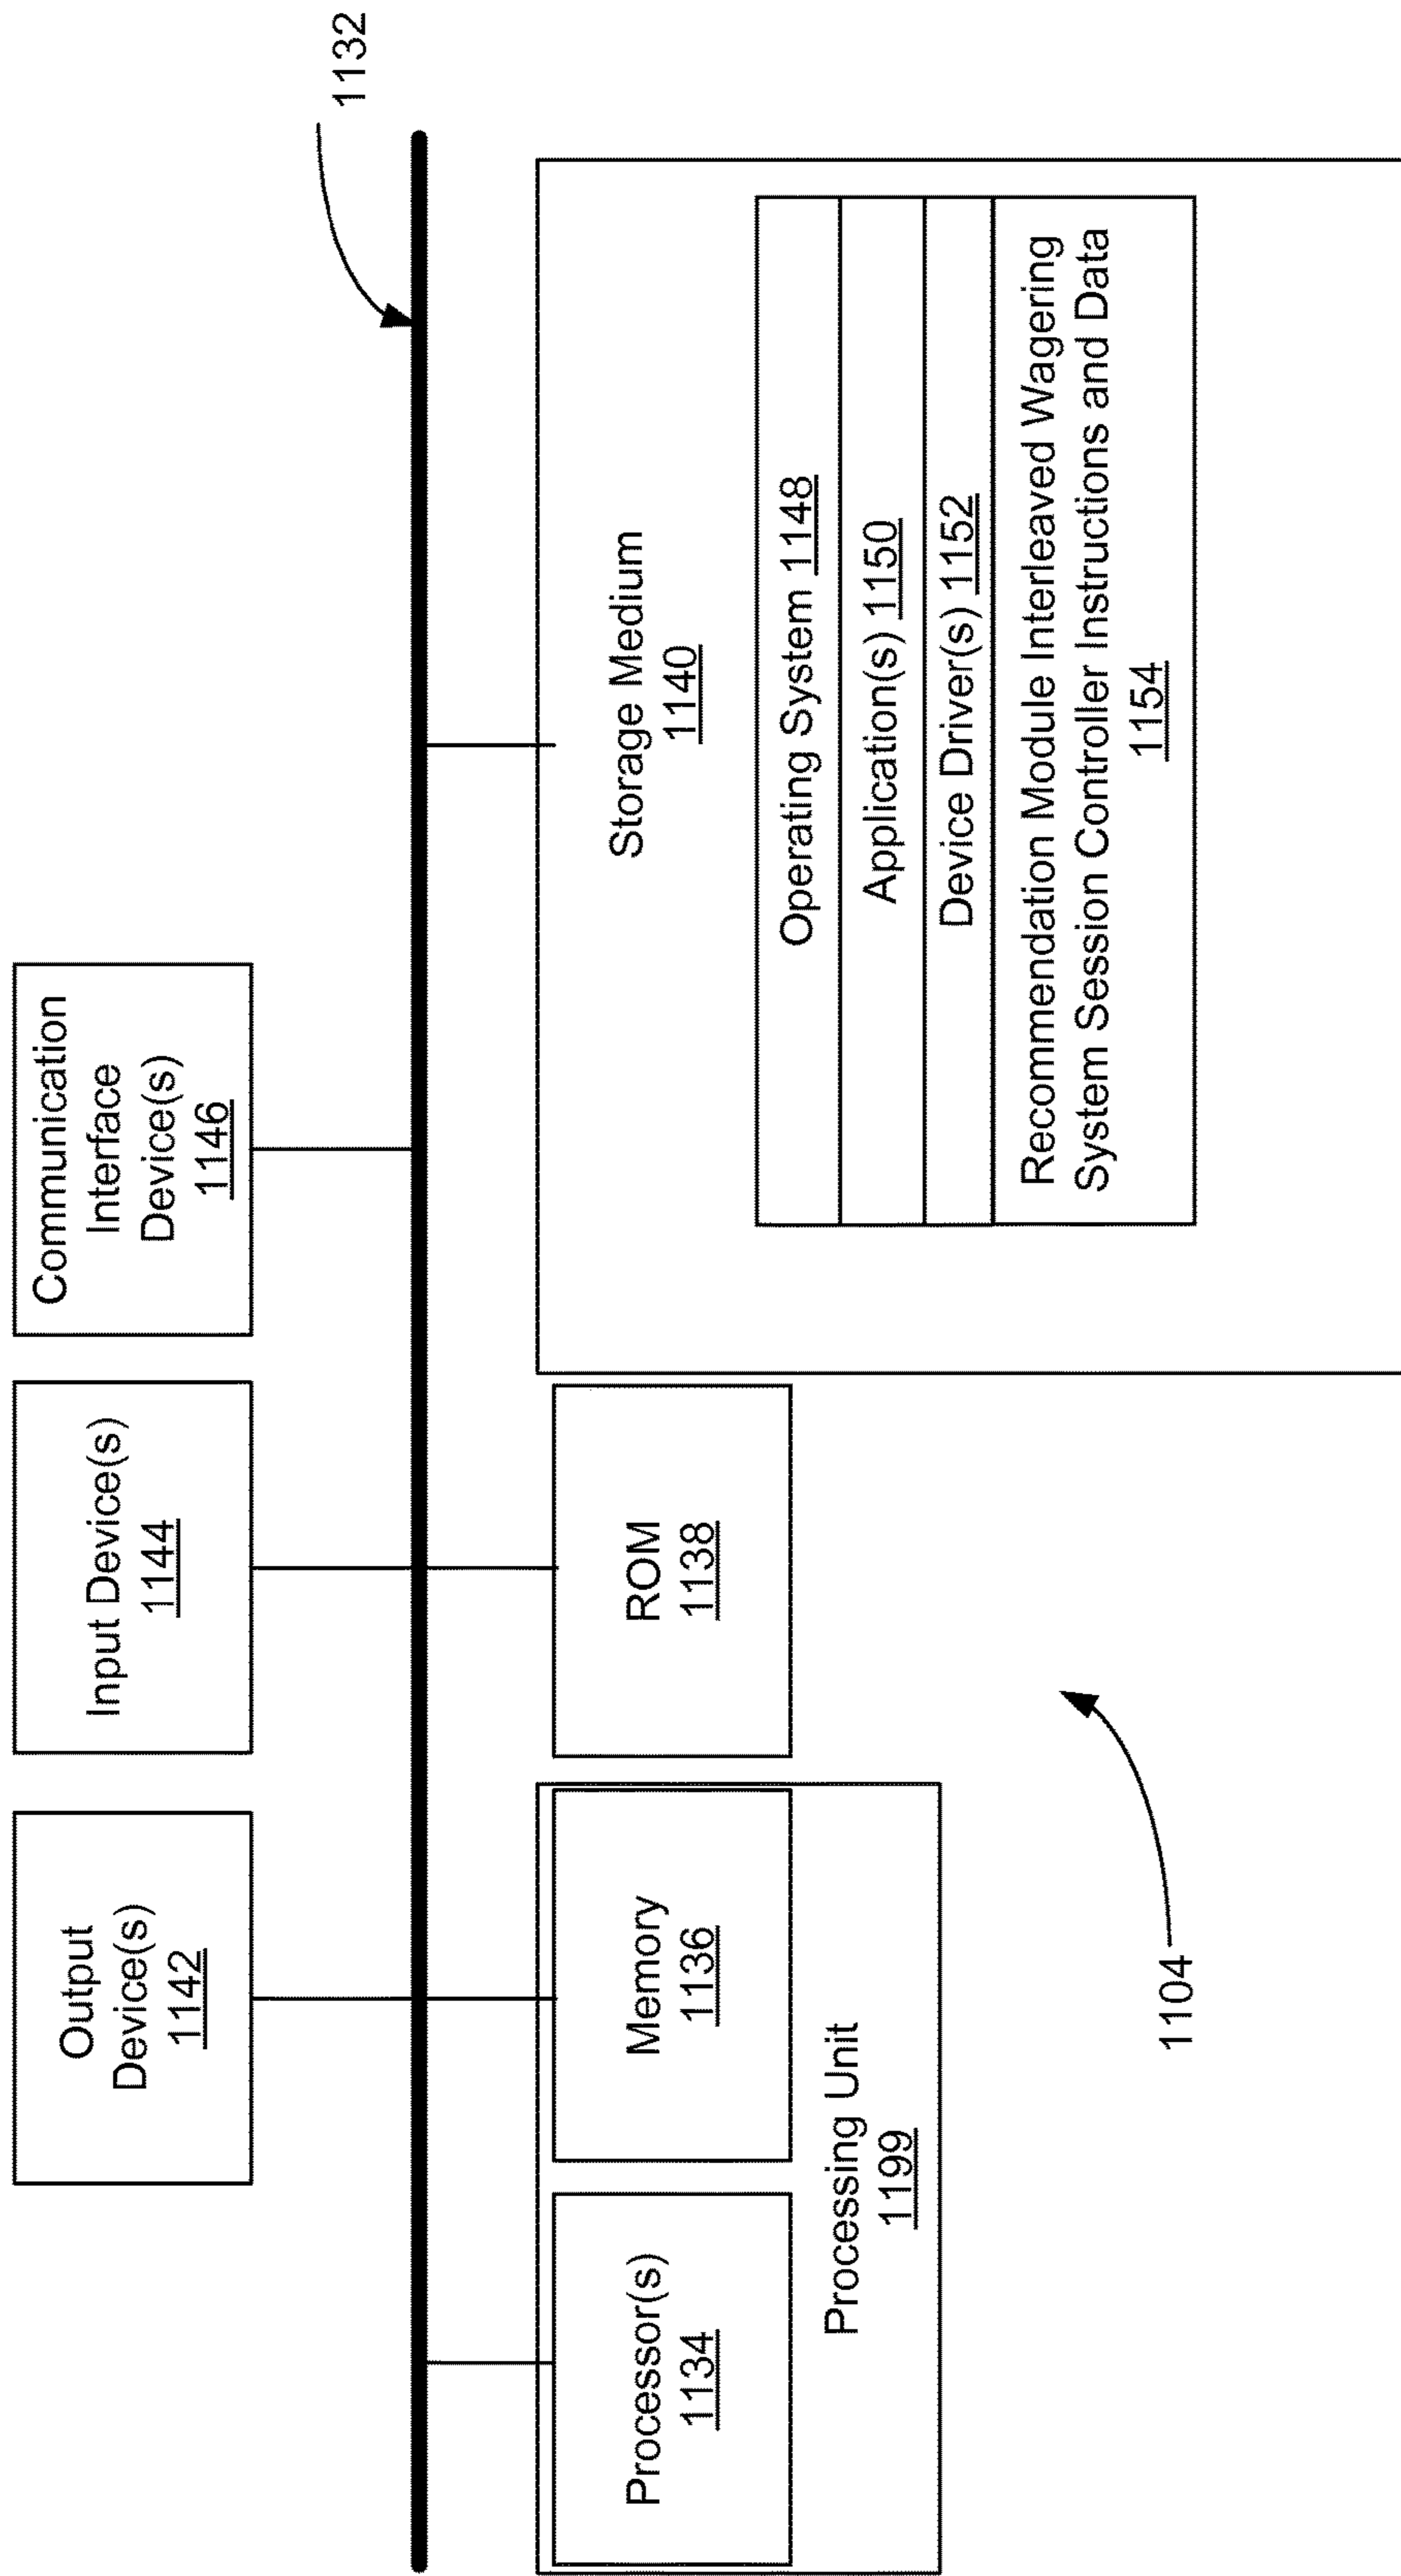 1132
Output
Device(s)
1142
Input Device(s)
1144
Communication
Interface
Device(s)
1146
Processor(s)
1134
Memory
1136
Processing Unit
1199
ROM
1138
Storage Medium
1140
Operating System 1148
Application(s) 1150
Device Driver(s) 1152
Recommendation Module Interleaved Wagering
System Session Controller Instructions and Data
1154
1104